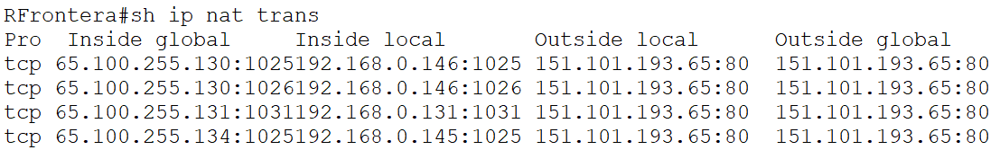 RFrontera#sh ip nat trans
Pro  Inside global     Inside local       Outside local      Outside global
tcp 65.100.255.130:1025192.168.0.146:1025 151.101.193.65:80  151.101.193.65:80
tcp 65.100.255.130:1026192.168.0.146:1026 151.101.193.65:80  151.101.193.65:80
tcp 65.100.255.131:1031192.168.0.131:1031 151.101.193.65:80  151.101.193.65:80
tcp 65.100.255.134:1025192.168.0.145:1025 151.101.193.65:80  151.101.193.65:80